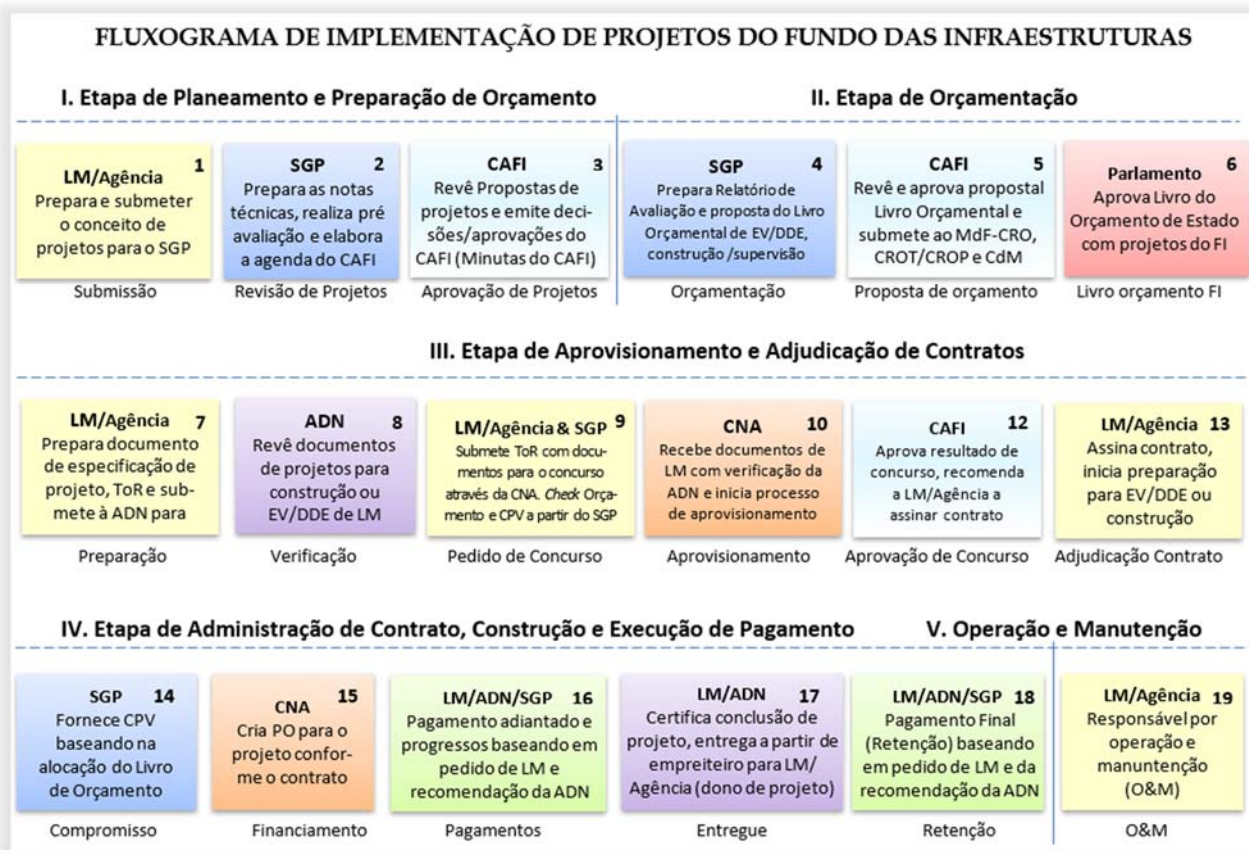 FLUXOGRAMA DE IMPLEMENTAÇÃO DE PROJETOS DO FUNDO DAS INFRAESTRUTURAS
I. Etapa de Planeamento e Preparação de Orçamento
II. Etapa de Orçamentação
LM/Agência 1
Prepara e submeter
o conceito de
projetos para o SGP
Submissão
SGP 2
Prepara as notas
técnicas, realiza pré
avaliação e elabora
a agenda do CAFI
Revisão de Projetos
CAFI 3
Revê Propostas de
projetos e emite deci-
sões/aprovações do
CAFI (Minutas do CAFI)
Aprovação de Projetos
SGP 4
Prepara Relatório de
Avaliação e proposta do Livro
Orçamental de EV/DDE,
construção /supervisão
Orçamentação
CAFI 5
Revê e aprova propostal
Livro Orçamental e
submete ao MdF-CRO,
CROT/CROP e CdM
Proposta de orçamento
Parlamento 6
Aprova Livro do
Orçamento de Estado
com projetos do FI
Livro orçamento FI
III. Etapa de Aprovisionamento e Adjudicação de Contratos
LM/Agência 7
Prepara documento
de especificação de
projeto, ToR e sub-
mete à ADN para
Preparação
ADN 8
Revê documentos
de projetos para
construção ou
EV/DDE de LM
Verificação
LM/Agência & SGP 9
Submete ToR com docu-
mentos para o concurso
através da CNA. Check Orça-
mento e CPV a partir do SGP
Pedido de Concurso
CNA 10
Recebe documentos de
LM com verificação da
ADN e inicia processo
de aprovisionamento
Aprovisionamento
CAFI 12
Aprova resultado de
concurso, recomenda
a LM/Agência a
assinar contrato
Aprovação de Concurso
LM/Agência 13
Assina contrato,
inicia preparação
para EV/DDE ou
construção
Adjudicação Contrato
IV. Etapa de Administração de Contrato, Construção e Execução de Pagamento
V. Operação e Manutenção
SGP 14
Fornece CPV
baseando na
alocação do Livro
de Orçamento
Compromisso
CNA 15
Cria PO para o
projeto confor-
me o contrato
Financiamento
LM/ADN/SGP 16
Pagamento adiantado e
progressos baseando em
pedido de LM e
recomendação da ADN
Pagamentos
LM/ADN 17
Certifica conclusão de
projeto, entrega a partir de
empreiteiro para LM/
Agência (dono de projeto)
Entregue
LM/ADN/SGP 18
Pagamento Final
(Retenção) baseando
em pedido de LM e da
recomendação da ADN
Retenção
LM/Agência 19
Responsável por
operação e
manuntenção
(O&M)
O&M